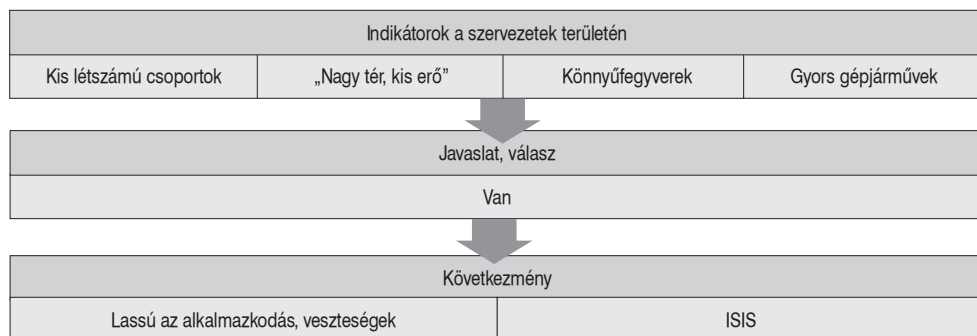 Indikátorok a szervezetek területén
Kis létszámú csoportok „Nagy tér, kis erő” Könnyűfegyverek Gyors gépjárművek
Javaslat, válasz
Van
Következmény
Lassú az alkalmazkodás, veszteségek ISIS